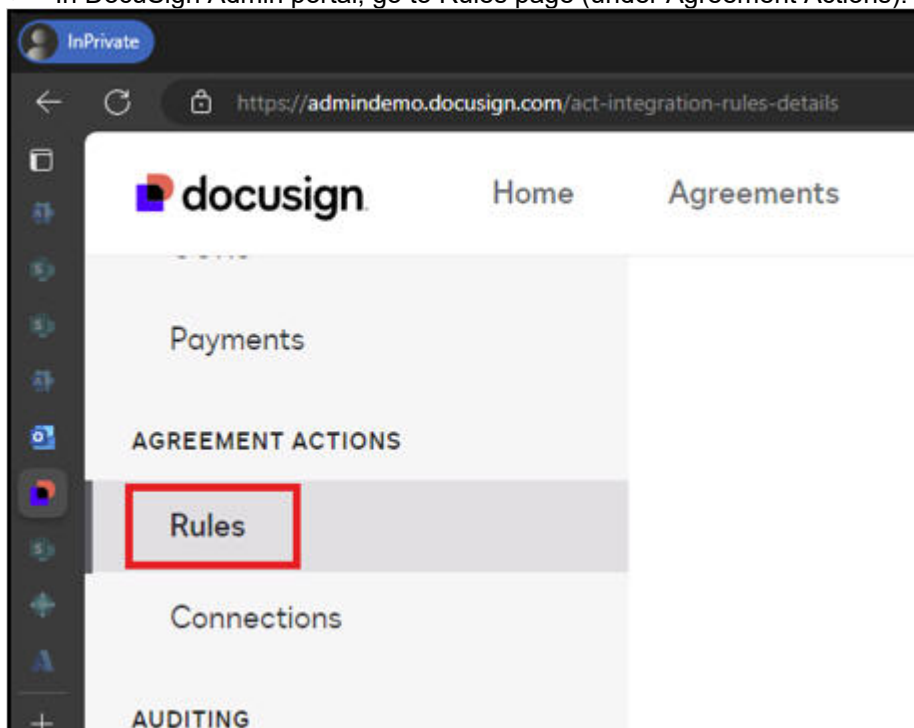 In DocuSign Admin portal, go to Rules page (under Agreement Actions).
InPrivate
https://admindemo.docusign.com/act-integration-rules-details
docusign Home Agreements
Payments
AGREEMENT ACTIONS
Rules
Connections
AUDITING